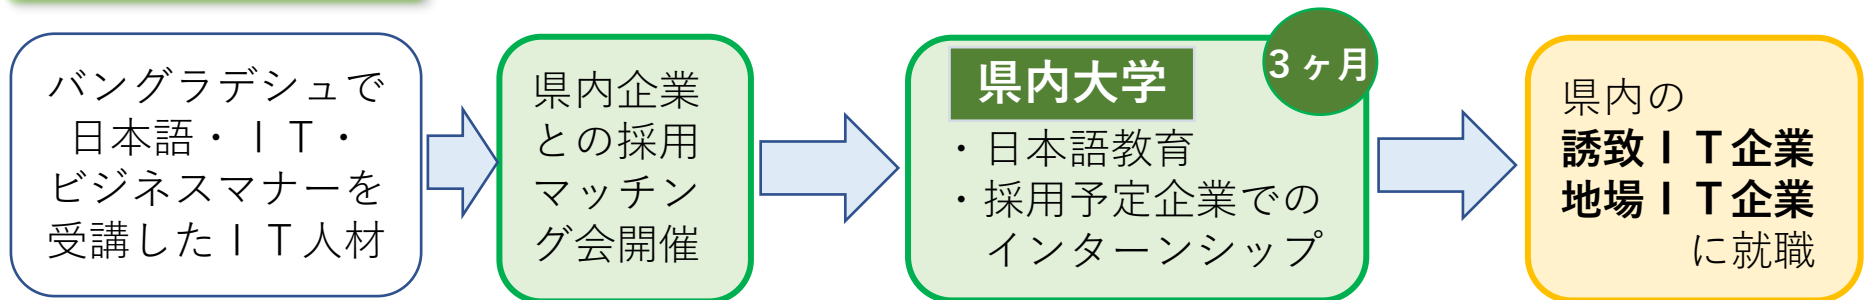 バングラデシュで
日本語・ＩＴ・
ビジネスマナーを
受講したＩＴ人材
県内企業
との採用
マッチン
グ会開催
３ヶ月
県内大学
・日本語教育
・採用予定企業での
インターンシップ
県内の
誘致ＩＴ企業
地場ＩＴ企業
に就職